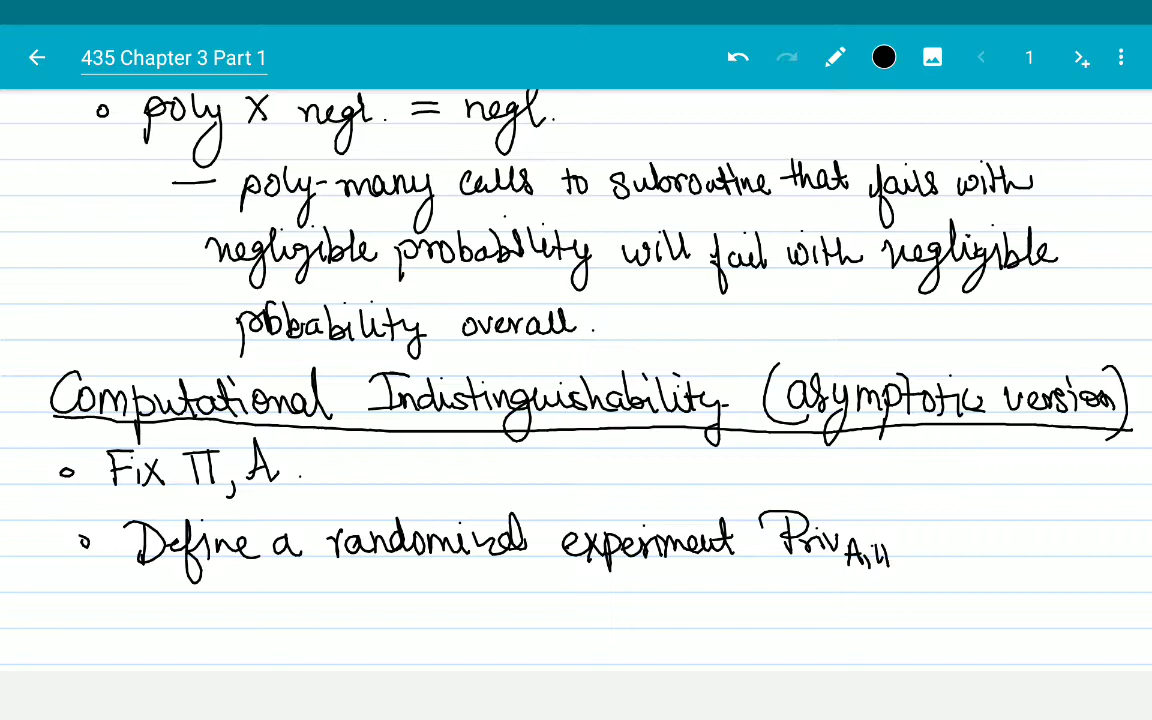 435 Chapter 3 Part 1
1
∘ poly × negl. = negl.
— poly-many calls to subroutine that fails with
negligible probability will fail with negligible
probability overall.
Computational Indistinguishability (asymptotic version)
∘ Fix Π, A.
∘ Define a randomized experiment Priv A,Π